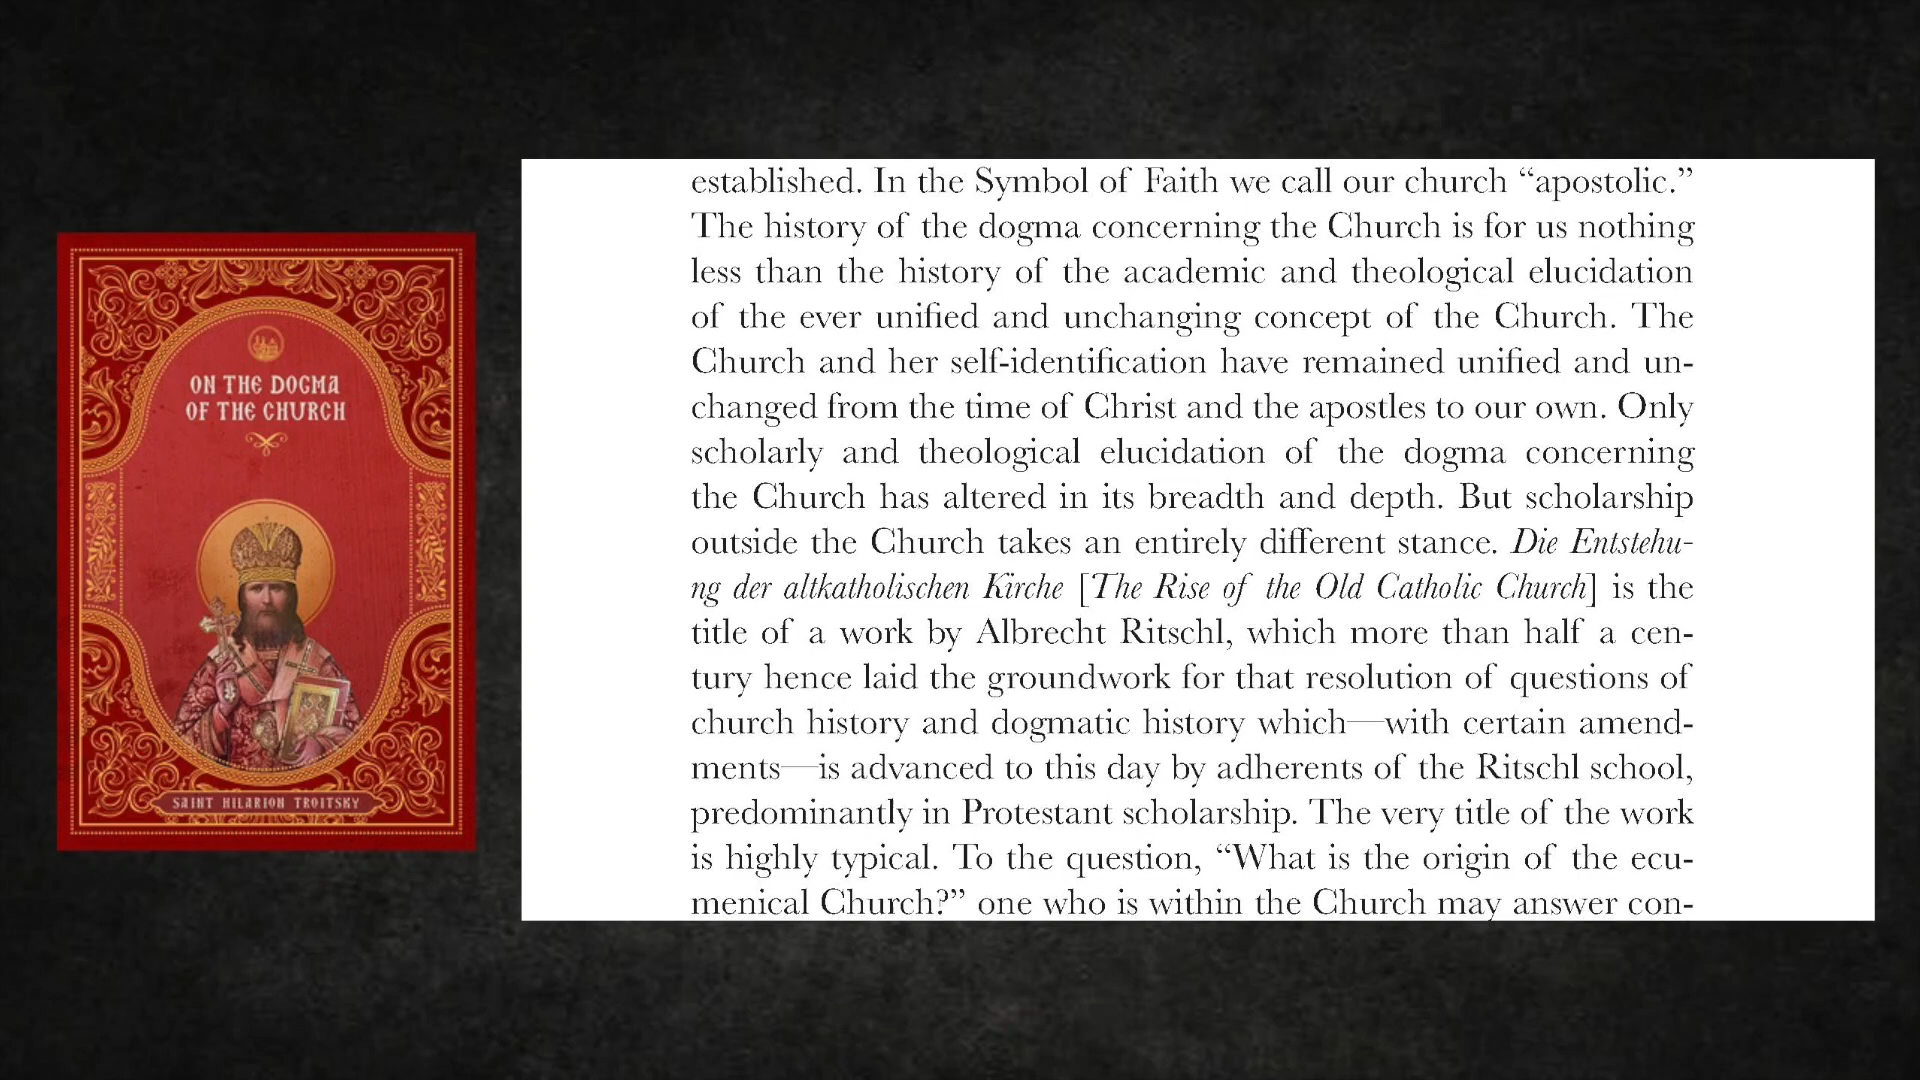 ON THE DOGMA
OF THE CHURCH
SAINT HILARION TROITSKY
established. In the Symbol of Faith we call our church “apostolic.”
The history of the dogma concerning the Church is for us nothing
less than the history of the academic and theological elucidation
of the ever unified and unchanging concept of the Church. The
Church and her self-identification have remained unified and un-
changed from the time of Christ and the apostles to our own. Only
scholarly and theological elucidation of the dogma concerning
the Church has altered in its breadth and depth. But scholarship
outside the Church takes an entirely different stance. Die Entstehu-
ng der altkatholischen Kirche [The Rise of the Old Catholic Church] is the
title of a work by Albrecht Ritschl, which more than half a cen-
tury hence laid the groundwork for that resolution of questions of
church history and dogmatic history which—with certain amend-
ments—is advanced to this day by adherents of the Ritschl school,
predominantly in Protestant scholarship. The very title of the work
is highly typical. To the question, “What is the origin of the ecu-
menical Church?” one who is within the Church may answer con-